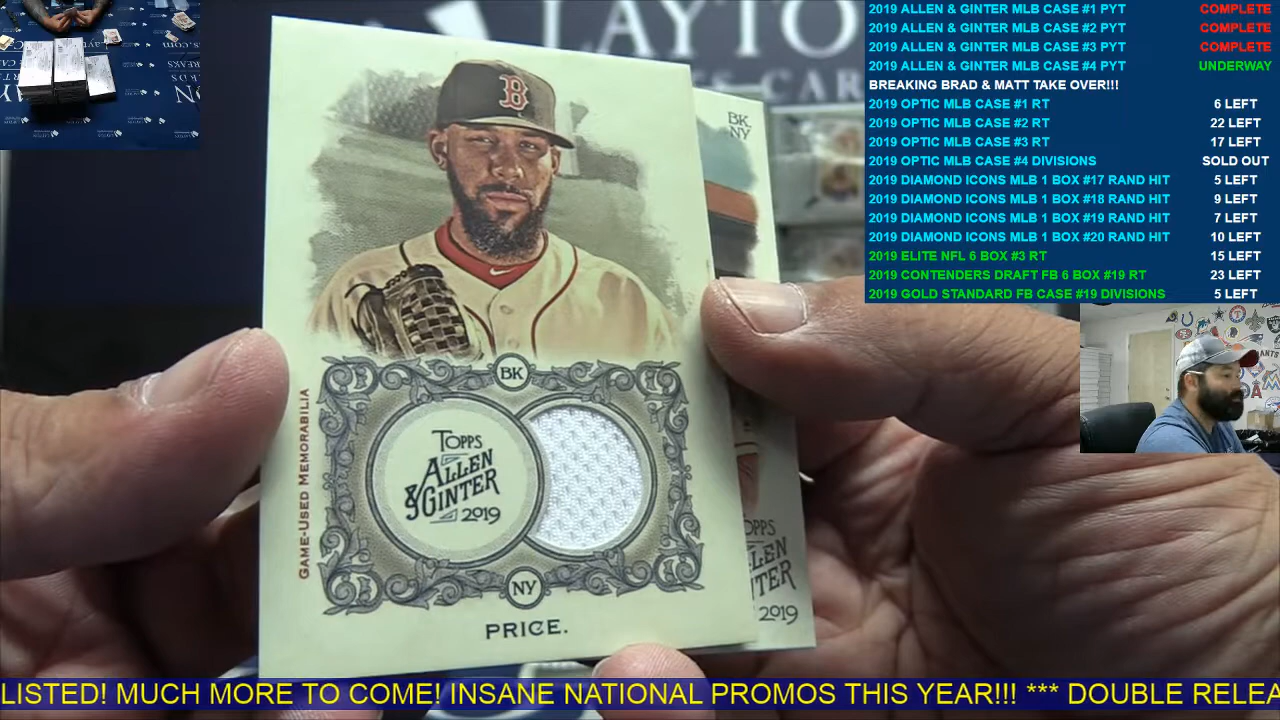 2019 ALLEN & GINTER MLB CASE #1 PYT COMPLETE
2019 ALLEN & GINTER MLB CASE #2 PYT COMPLETE
2019 ALLEN & GINTER MLB CASE #3 PYT COMPLETE
2019 ALLEN & GINTER MLB CASE #4 PYT UNDERWAY
BREAKING BRAD & MATT TAKE OVER!!!
2019 OPTIC MLB CASE #1 RT 6 LEFT
2019 OPTIC MLB CASE #2 RT 22 LEFT
2019 OPTIC MLB CASE #3 RT 17 LEFT
2019 OPTIC MLB CASE #4 DIVISIONS SOLD OUT
2019 DIAMOND ICONS MLB 1 BOX #17 RAND HIT 5 LEFT
2019 DIAMOND ICONS MLB 1 BOX #18 RAND HIT 9 LEFT
2019 DIAMOND ICONS MLB 1 BOX #19 RAND HIT 7 LEFT
2019 DIAMOND ICONS MLB 1 BOX #20 RAND HIT 10 LEFT
2019 ELITE NFL 6 BOX #3 RT 15 LEFT
2019 CONTENDERS DRAFT FB 6 BOX #19 RT 23 LEFT
2019 GOLD STANDARD FB CASE #19 DIVISIONS 5 LEFT
LAYTO
CAR
BK
NY
B
BK
GAME-USED MEMORABILIA
TOPPS
ALLEN
& GINTER
2019
NY
PRICE.
OPPS
LEN
INTER
2019
LISTED! MUCH MORE TO COME! INSANE NATIONAL PROMOS THIS YEAR!!! *** DOUBLE RELEA